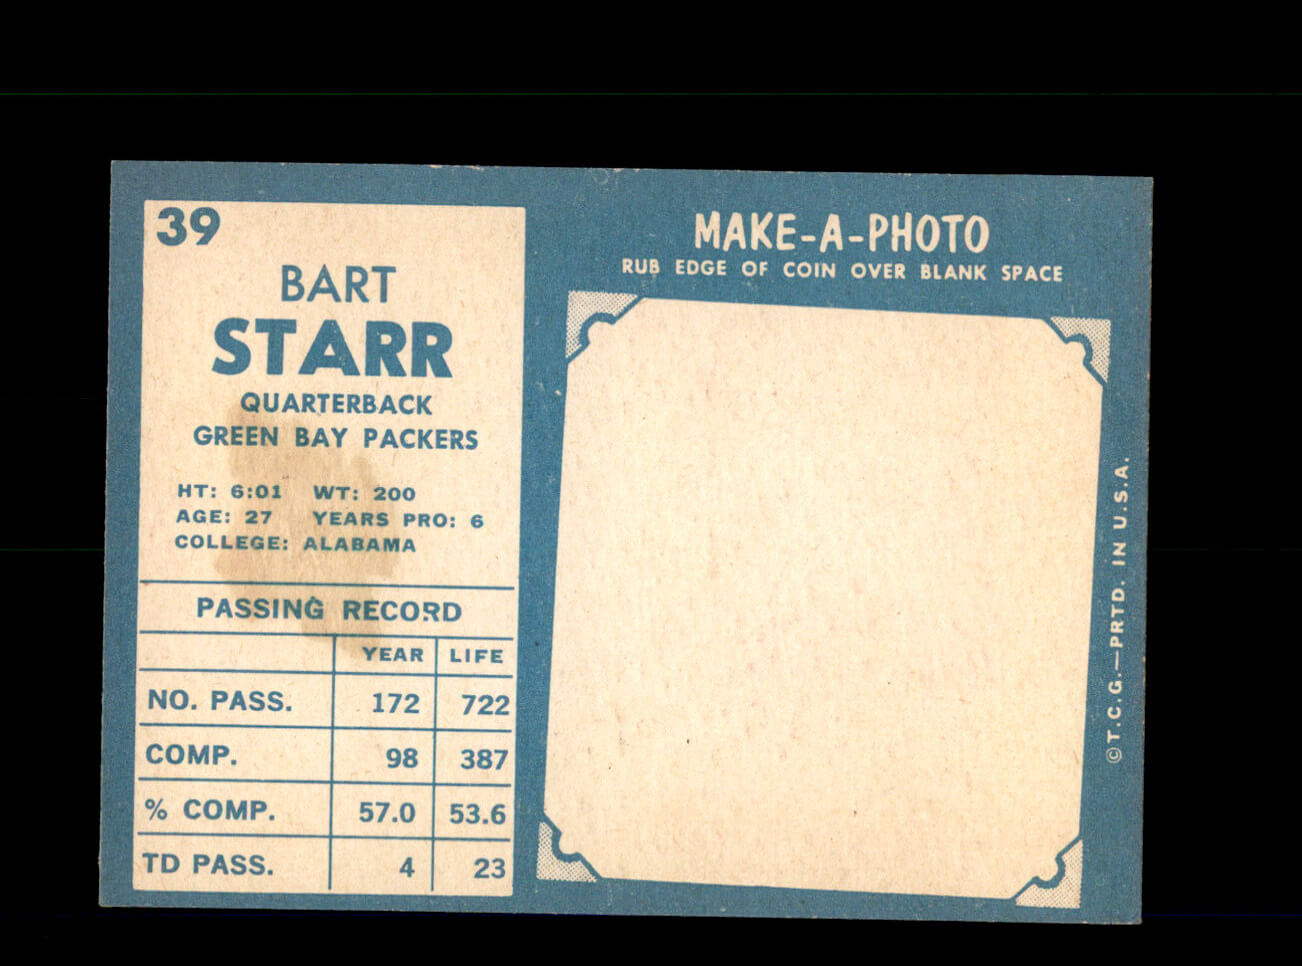 39
BART
STARR
QUARTERBACK
GREEN BAY PACKERS
HT: 6:01 WT: 200
AGE: 27 YEARS PRO: 6
COLLEGE: ALABAMA
PASSING RECORD
YEAR LIFE
NO. PASS. 172 722
COMP. 98 387
% COMP. 57.0 53.6
TD PASS. 4 23
MAKE-A-PHOTO
RUB EDGE OF COIN OVER BLANK SPACE
© T.C.G.—PRTD. IN U.S.A.